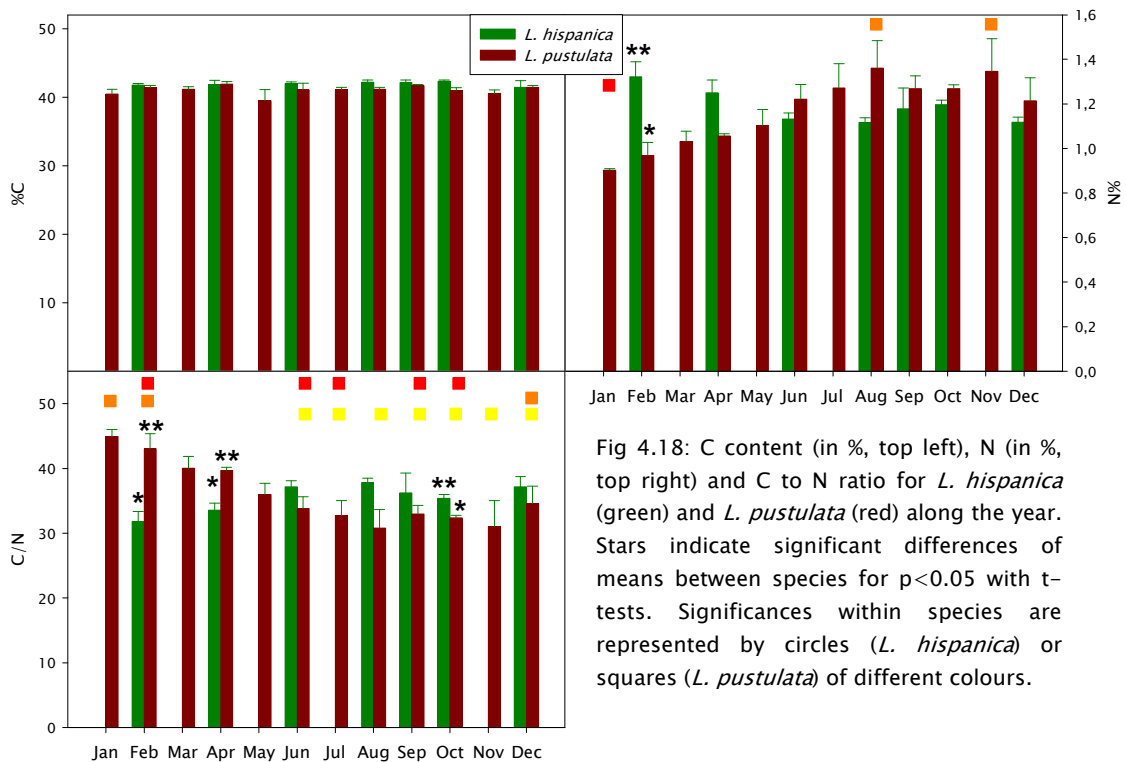 L. hispanica
L. pustulata
%C
50
40
30
20
10
**
*
N%
1,6
1,4
1,2
1,0
0,8
0,6
0,4
0,2
0,0
Jan Feb Mar Apr May Jun Jul Aug Sep Oct Nov Dec
C/N
50
40
30
20
10
0
*
**
*
**
**
*
Jan Feb Mar Apr May Jun Jul Aug Sep Oct Nov Dec
Fig 4.18: C content (in %, top left), N (in %,
top right) and C to N ratio for L. hispanica
(green) and L. pustulata (red) along the year.
Stars indicate significant differences of
means between species for p<0.05 with t-
tests. Significances within species are
represented by circles (L. hispanica) or
squares (L. pustulata) of different colours.